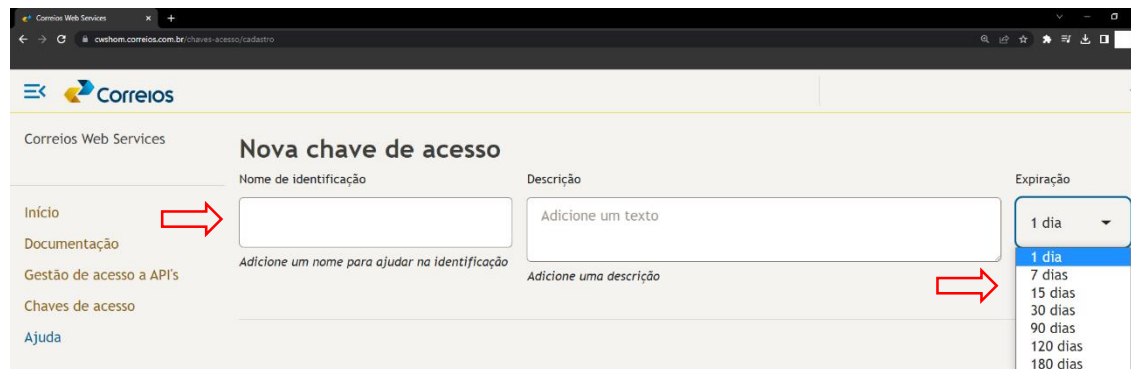 Correios Web Services
cwshom.correios.com.br/chaves-acesso/cadastro
Correios
Correios Web Services
Início
Documentação
Gestão de acesso a API's
Chaves de acesso
Ajuda
Nova chave de acesso
Nome de identificação
Adicione um nome para ajudar na identificação
Descrição
Adicione um texto
Adicione uma descrição
Expiração
1 dia
1 dia
7 dias
15 dias
30 dias
90 dias
120 dias
180 dias